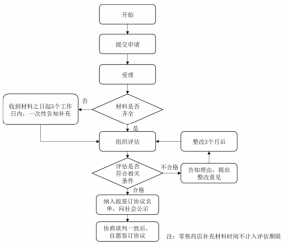 开始
提交申请
受理
收到材料之日起5个工作
日内，一次性告知补充
否
材料是否
齐全
是
组织评估
整改3个月后
评估是否
符合相关
条件
不合格
告知理由，提出
整改意见
合格
纳入拟签订协议名
单，向社会公示
协商谈判一致后，
自愿签订协议
注：零售药店补充材料时间不计入评估期限